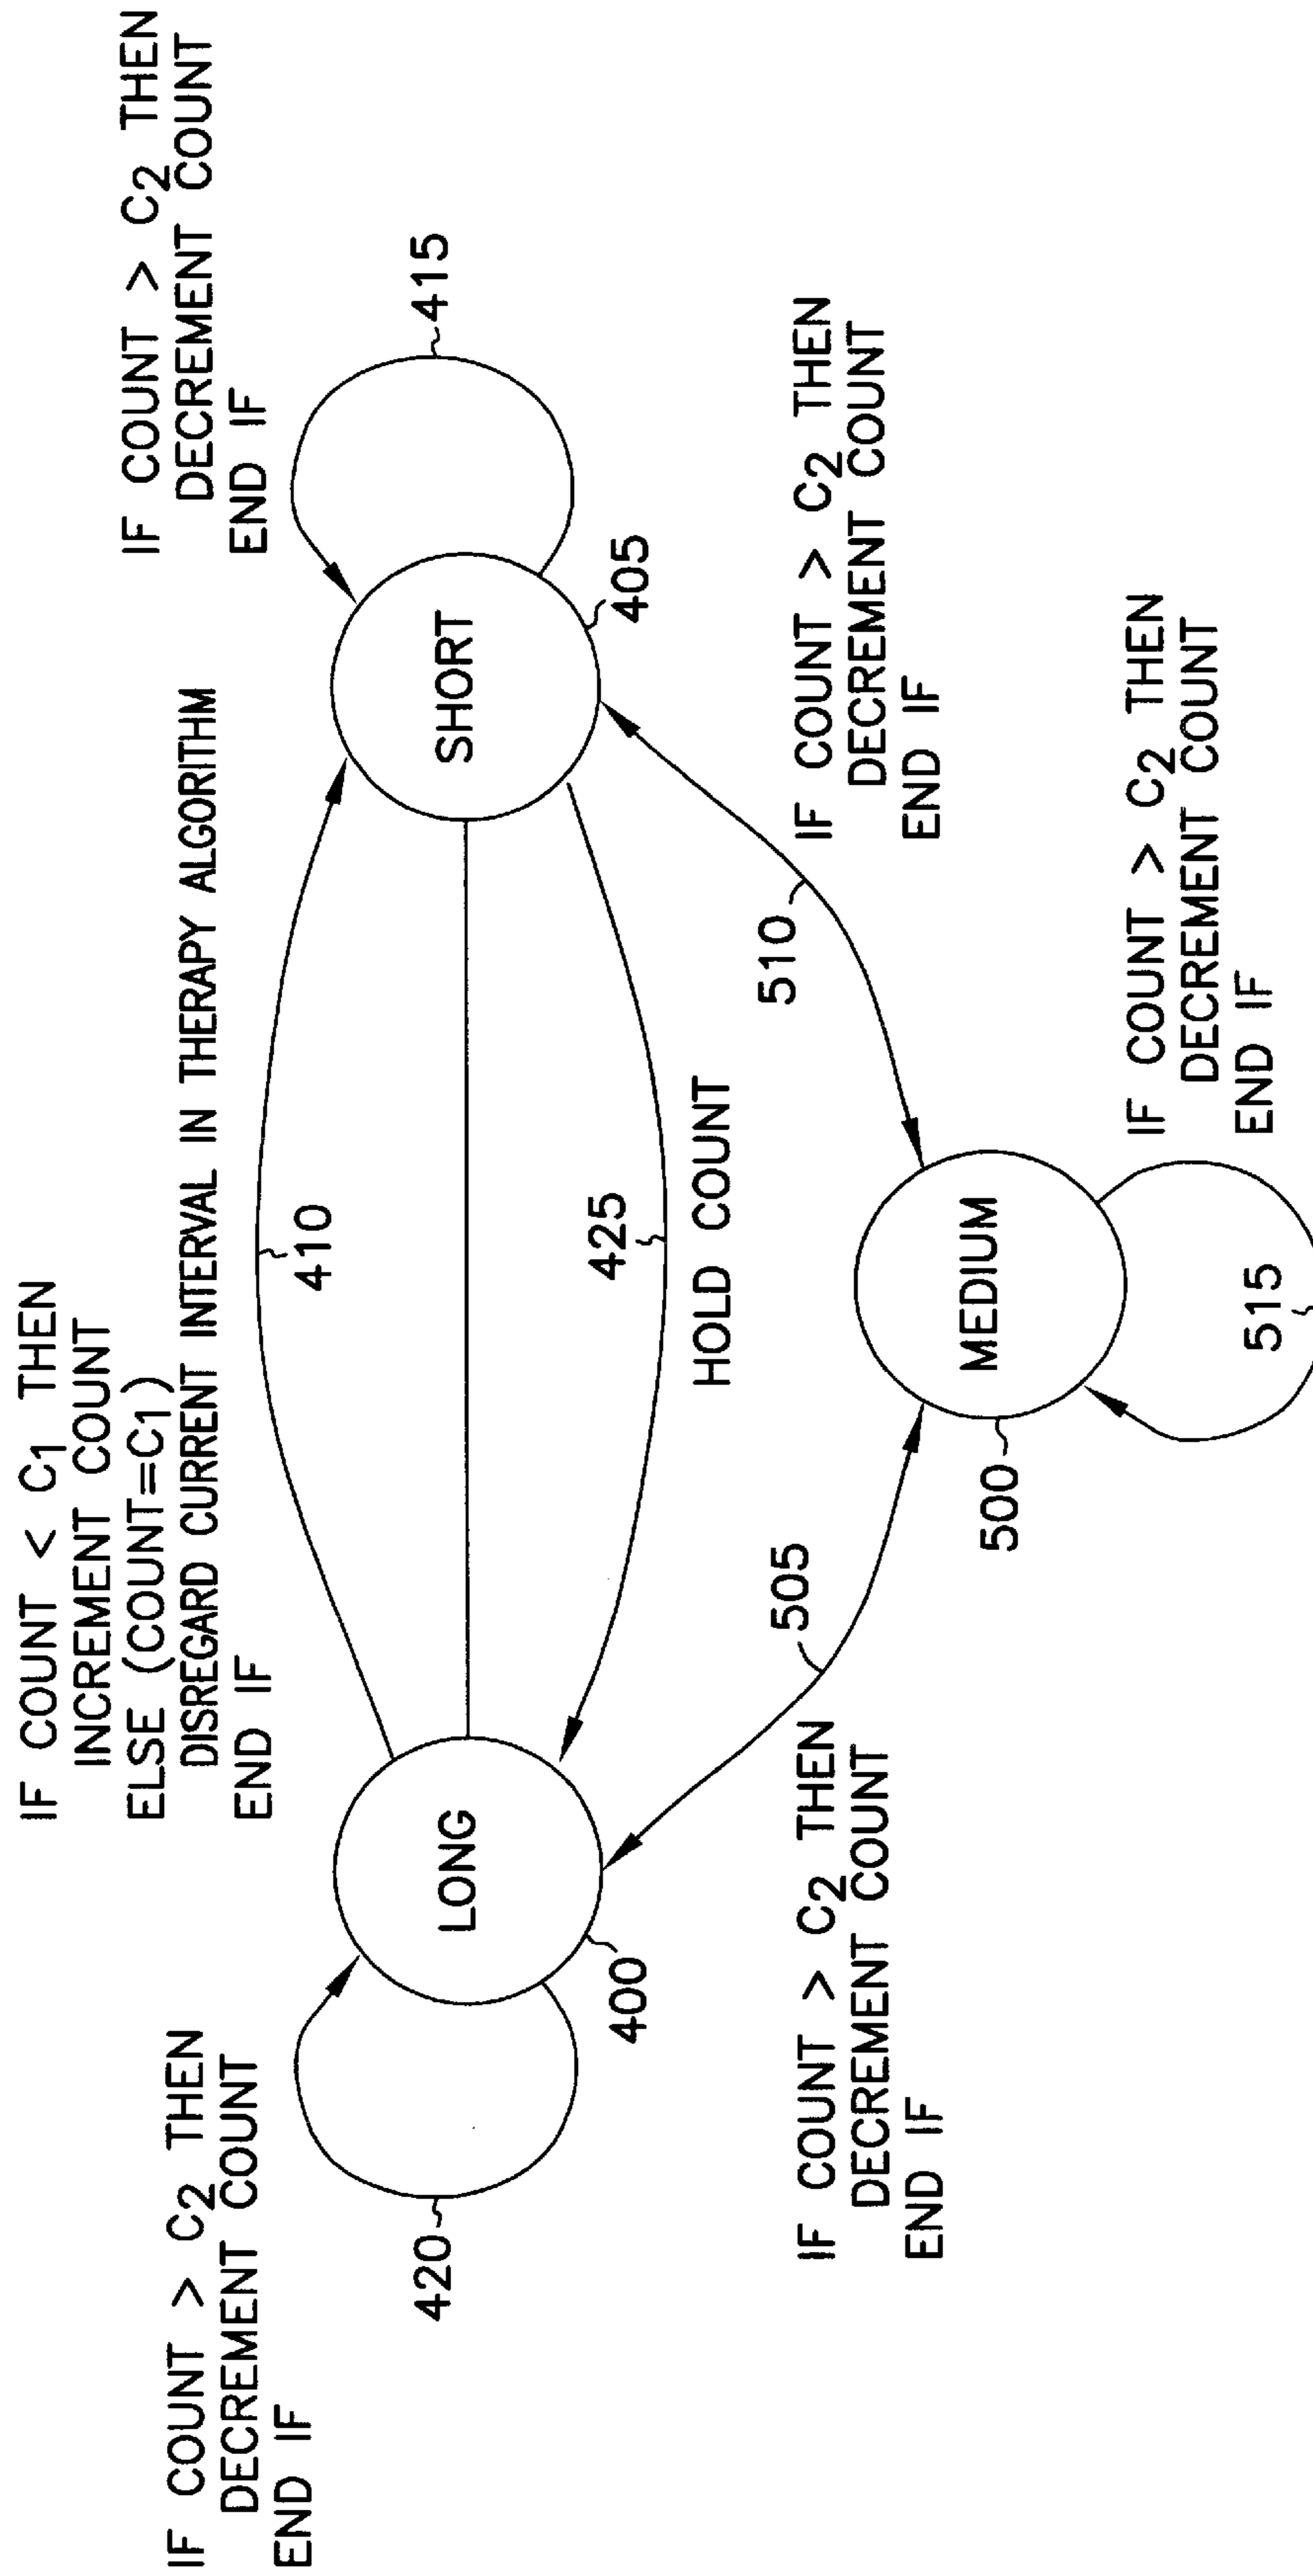 IF COUNT < C1 THEN
INCREMENT COUNT
ELSE (COUNT=C1)
DISREGARD CURRENT INTERVAL IN THERAPY ALGORITHM
END IF
IF COUNT > C2 THEN
DECREMENT COUNT
END IF
IF COUNT > C2 THEN
DECREMENT COUNT
END IF
410
420
LONG
400
SHORT
405
415
425
HOLD COUNT
505
IF COUNT > C2 THEN
DECREMENT COUNT
END IF
510
IF COUNT > C2 THEN
DECREMENT COUNT
END IF
MEDIUM
500
515
IF COUNT > C2 THEN
DECREMENT COUNT
END IF